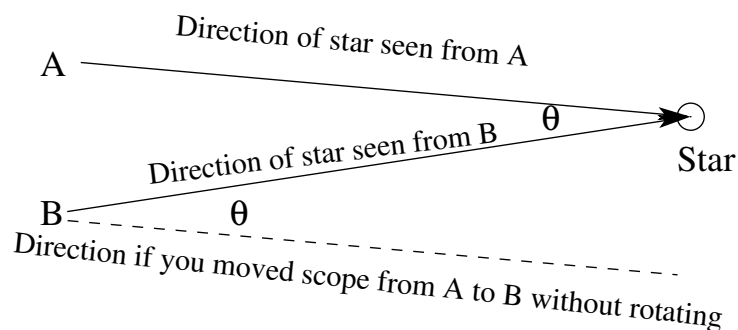 Direction of star seen from A
A
θ
Direction of star seen from B
Star
B
θ
Direction if you moved scope from A to B without rotating